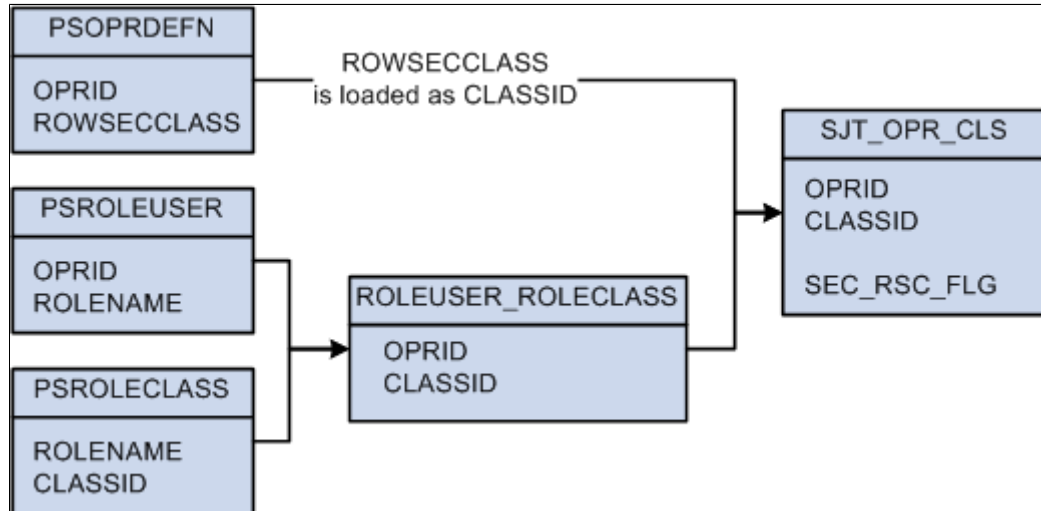 PSOPRDEFN
OPRID
ROWSECCLASS
ROWSECCLASS
is loaded as CLASSID
PSROLEUSER
OPRID
ROLENAME
PSROLECLASS
ROLENAME
CLASSID
ROLEUSER_ROLECLASS
OPRID
CLASSID
SJT_OPR_CLS
OPRID
CLASSID
SEC_RSC_FLG